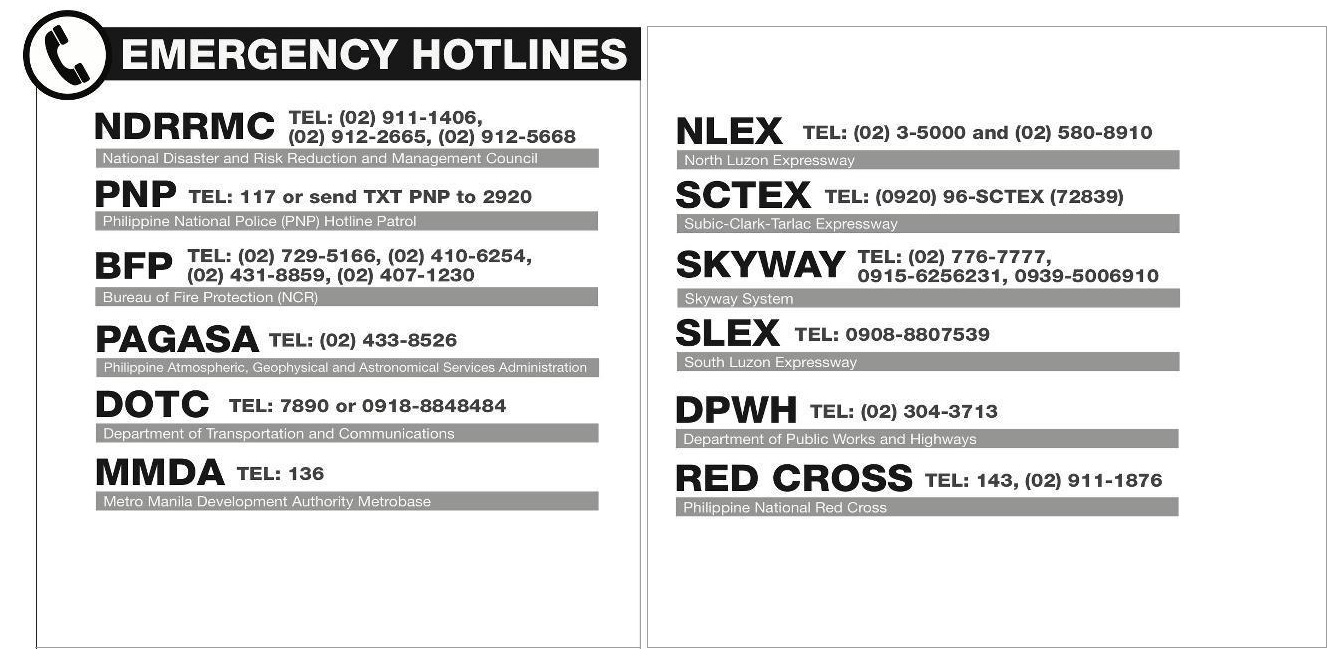 EMERGENCY HOTLINES
NDRRMC TEL: (02) 911-1406,
(02) 912-2665, (02) 912-5668
National Disaster and Risk Reduction and Management Council
PNP TEL: 117 or send TXT PNP to 2920
Philippine National Police (PNP) Hotline Patrol
BFP TEL: (02) 729-5166, (02) 410-6254,
(02) 431-8859, (02) 407-1230
Bureau of Fire Protection (NCR)
PAGASA TEL: (02) 433-8526
Philippine Atmospheric, Geophysical and Astronomical Services Administration
DOTC TEL: 7890 or 0918-8848484
Department of Transportation and Communications
MMDA TEL: 136
Metro Manila Development Authority Metrobase
NLEX TEL: (02) 3-5000 and (02) 580-8910
North Luzon Expressway
SCTEX TEL: (0920) 96-SCTEX (72839)
Subic-Clark-Tarlac Expressway
SKYWAY TEL: (02) 776-7777,
0915-6256231, 0939-5006910
Skyway System
SLEX TEL: 0908-8807539
South Luzon Expressway
DPWH TEL: (02) 304-3713
Department of Public Works and Highways
RED CROSS TEL: 143, (02) 911-1876
Philippine National Red Cross